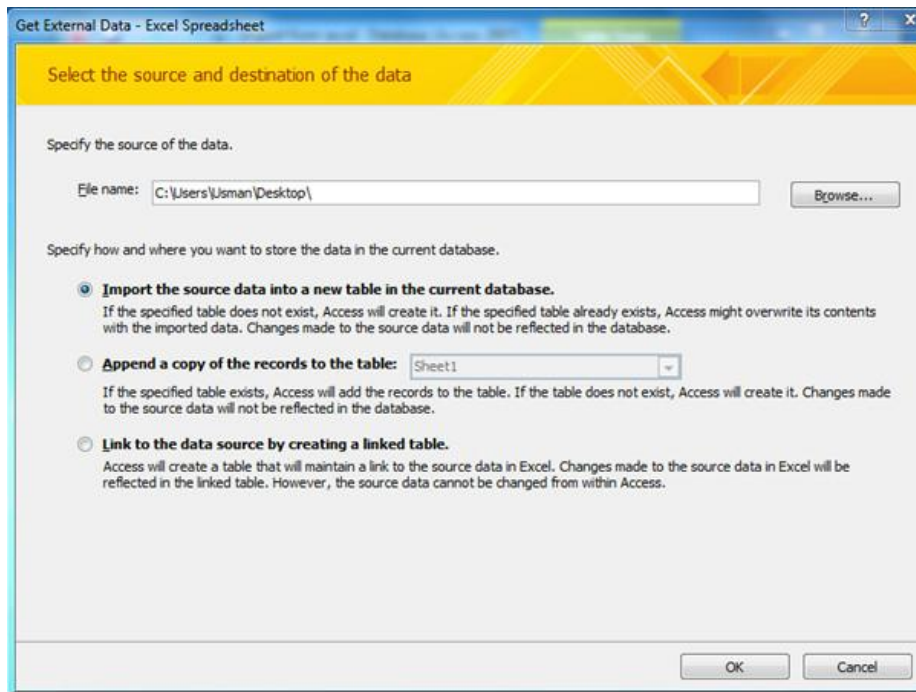 Get External Data - Excel Spreadsheet
Select the source and destination of the data
Specify the source of the data.
File name: C:\Users\Usman\Desktop\ Browse...
Specify how and where you want to store the data in the current database.
Import the source data into a new table in the current database.
If the specified table does not exist, Access will create it. If the specified table already exists, Access might overwrite its contents
with the imported data. Changes made to the source data will not be reflected in the database.
Append a copy of the records to the table: Sheet1
If the specified table exists, Access will add the records to the table. If the table does not exist, Access will create it. Changes made
to the source data will not be reflected in the database.
Link to the data source by creating a linked table.
Access will create a table that will maintain a link to the source data in Excel. Changes made to the source data in Excel will be
reflected in the linked table. However, the source data cannot be changed from within Access.
OK Cancel